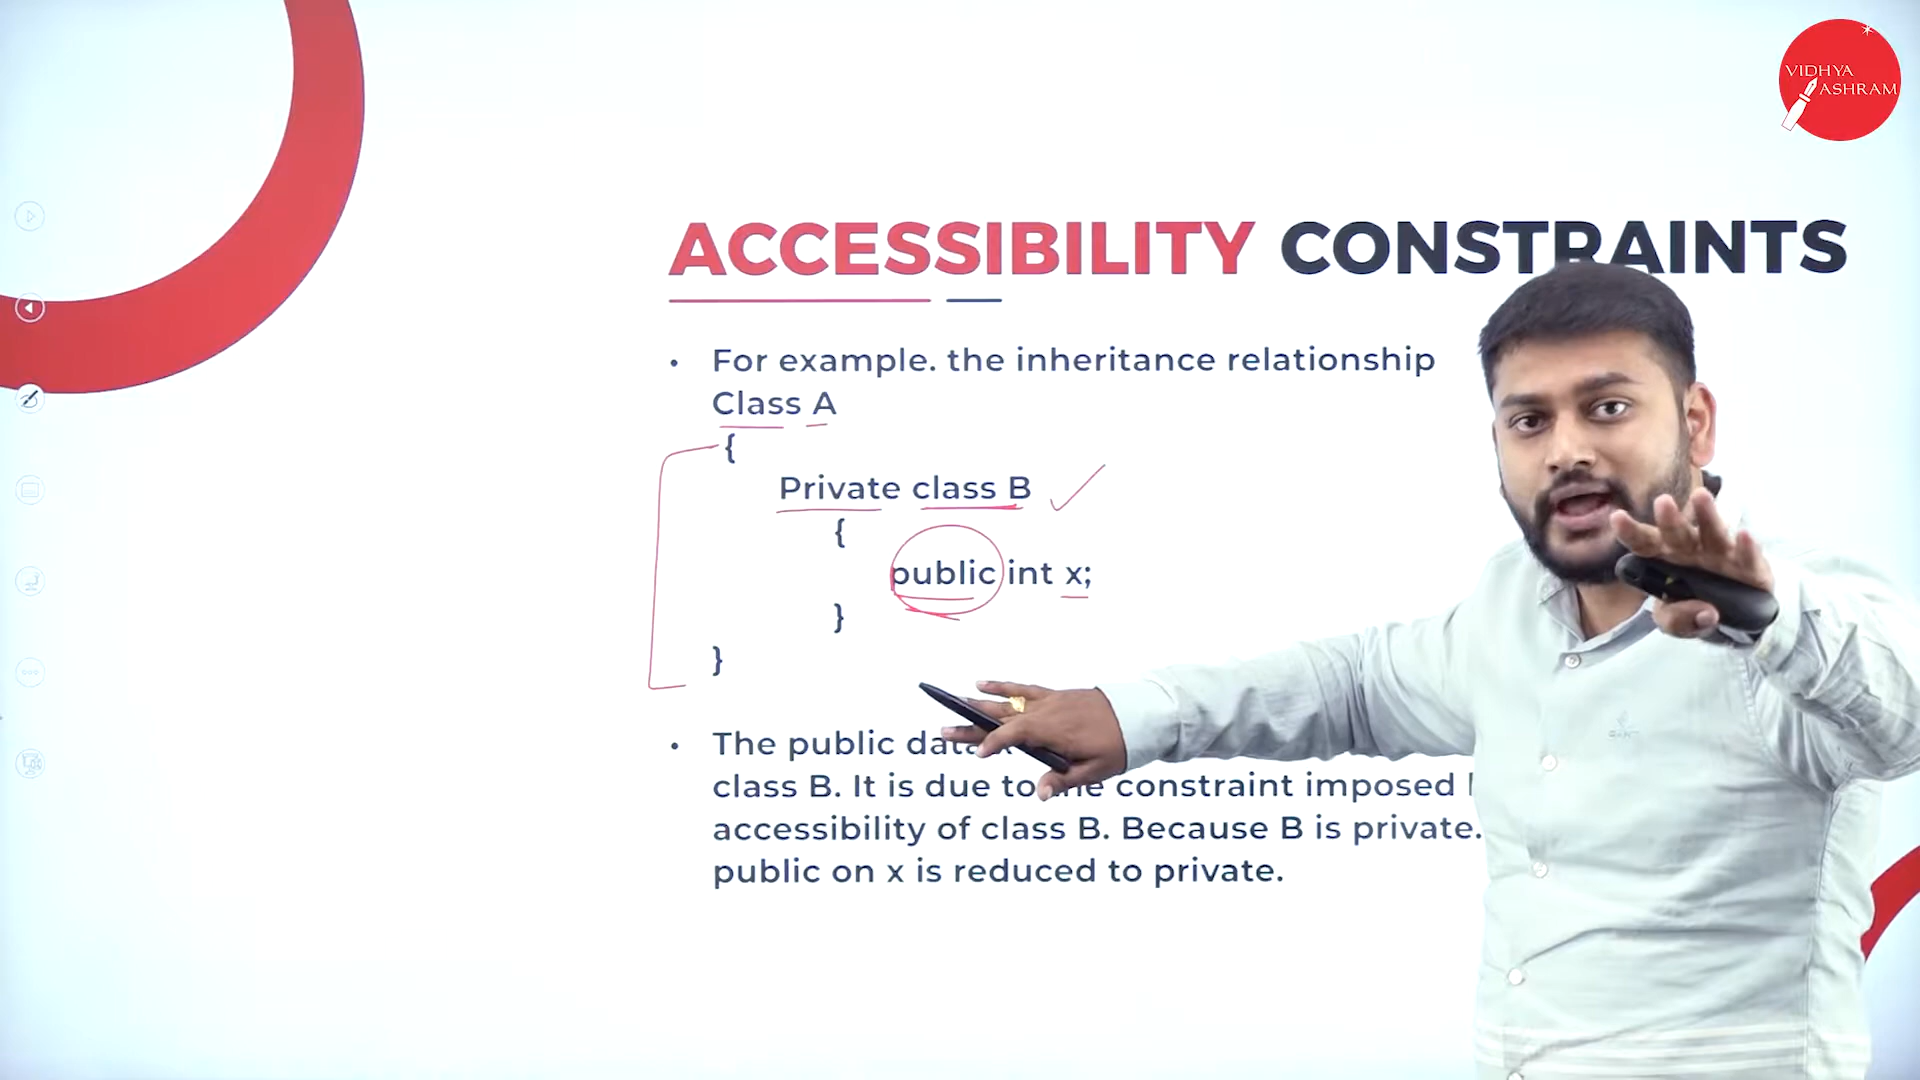 VIDHYA
ASHRAM
ACCESSIBILITY CONSTRAINTS
• For example. the inheritance relationship
Class A
{
Private class B
{
public int x;
}
}
• The public data
class B. It is due to the constraint imposed
accessibility of class B. Because B is private.
public on x is reduced to private.